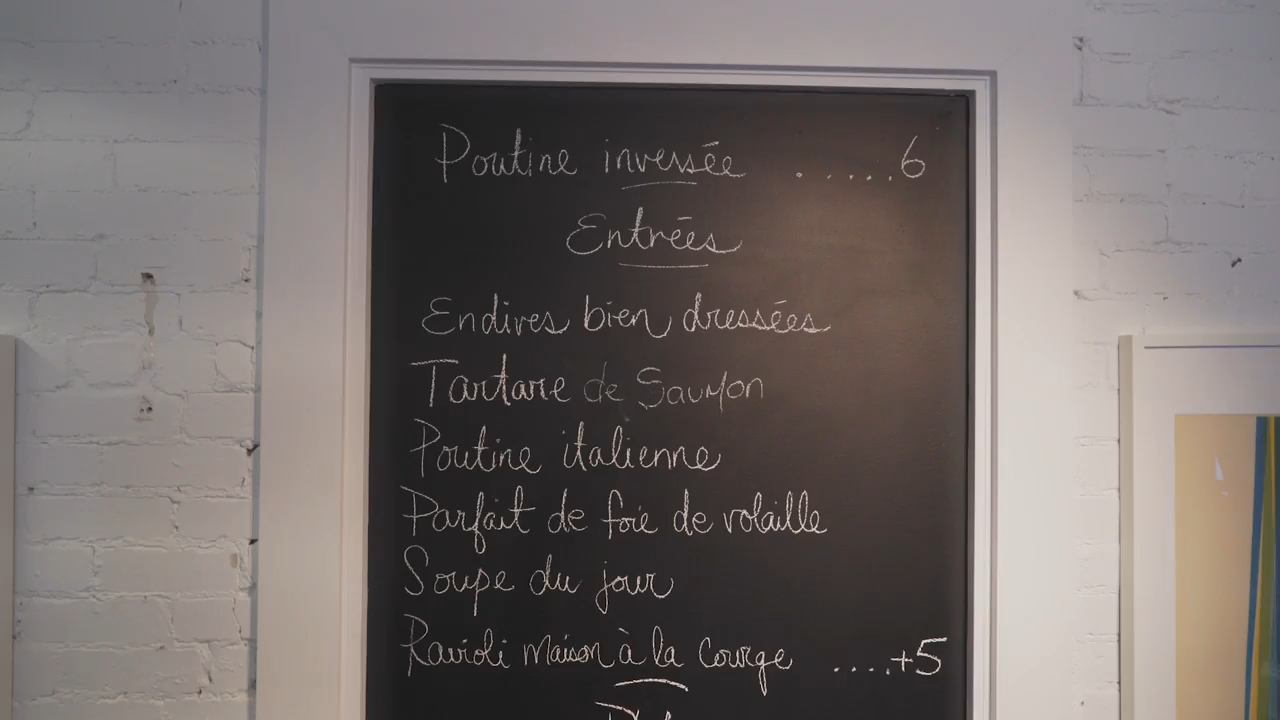 Poutine inversée .....6
Entrées
Endives bien dressées
Tartare de Saumon
Poutine italienne
Parfait de foie de volaille
Soupe du jour
Ravioli maison à la courge ....+5